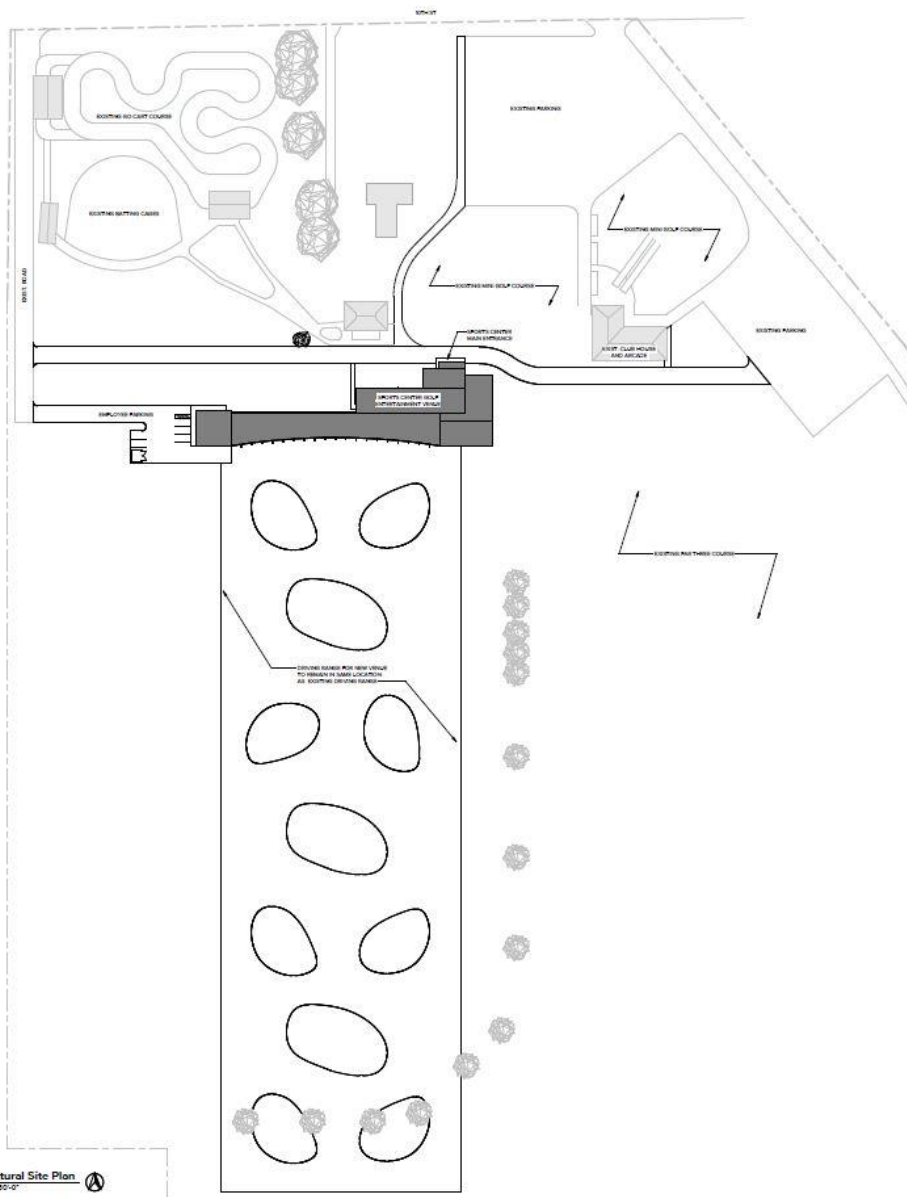 EXISTING PARKING
EXISTING GO CART COURSE
EXISTING BATTING CAGES
EXISTING MINI GOLF COURSE
EXIST. ROAD
EXISTING MINI GOLF COURSE
SPORTS CENTER
MAIN ENTRANCE
EXISTING PARKING
EXIST. CLUB HOUSE
AND ARCADE
SPORTS CENTER GOLF
ENTERTAINMENT VENUE
EMPLOYEE PARKING
EXISTING PAR THREE COURSE
DRIVING RANGE FOR NEW VENUE
TO REMAIN IN SAME LOCATION
AS EXISTING DRIVING RANGE
tural Site Plan